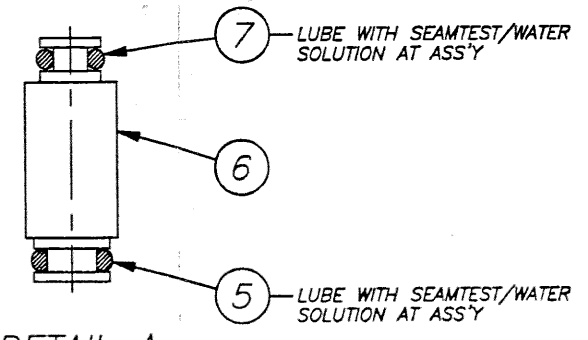 7
LUBE WITH SEAMTEST/WATER
SOLUTION AT ASS'Y
6
5
LUBE WITH SEAMTEST/WATER
SOLUTION AT ASS'Y
DETAIL A